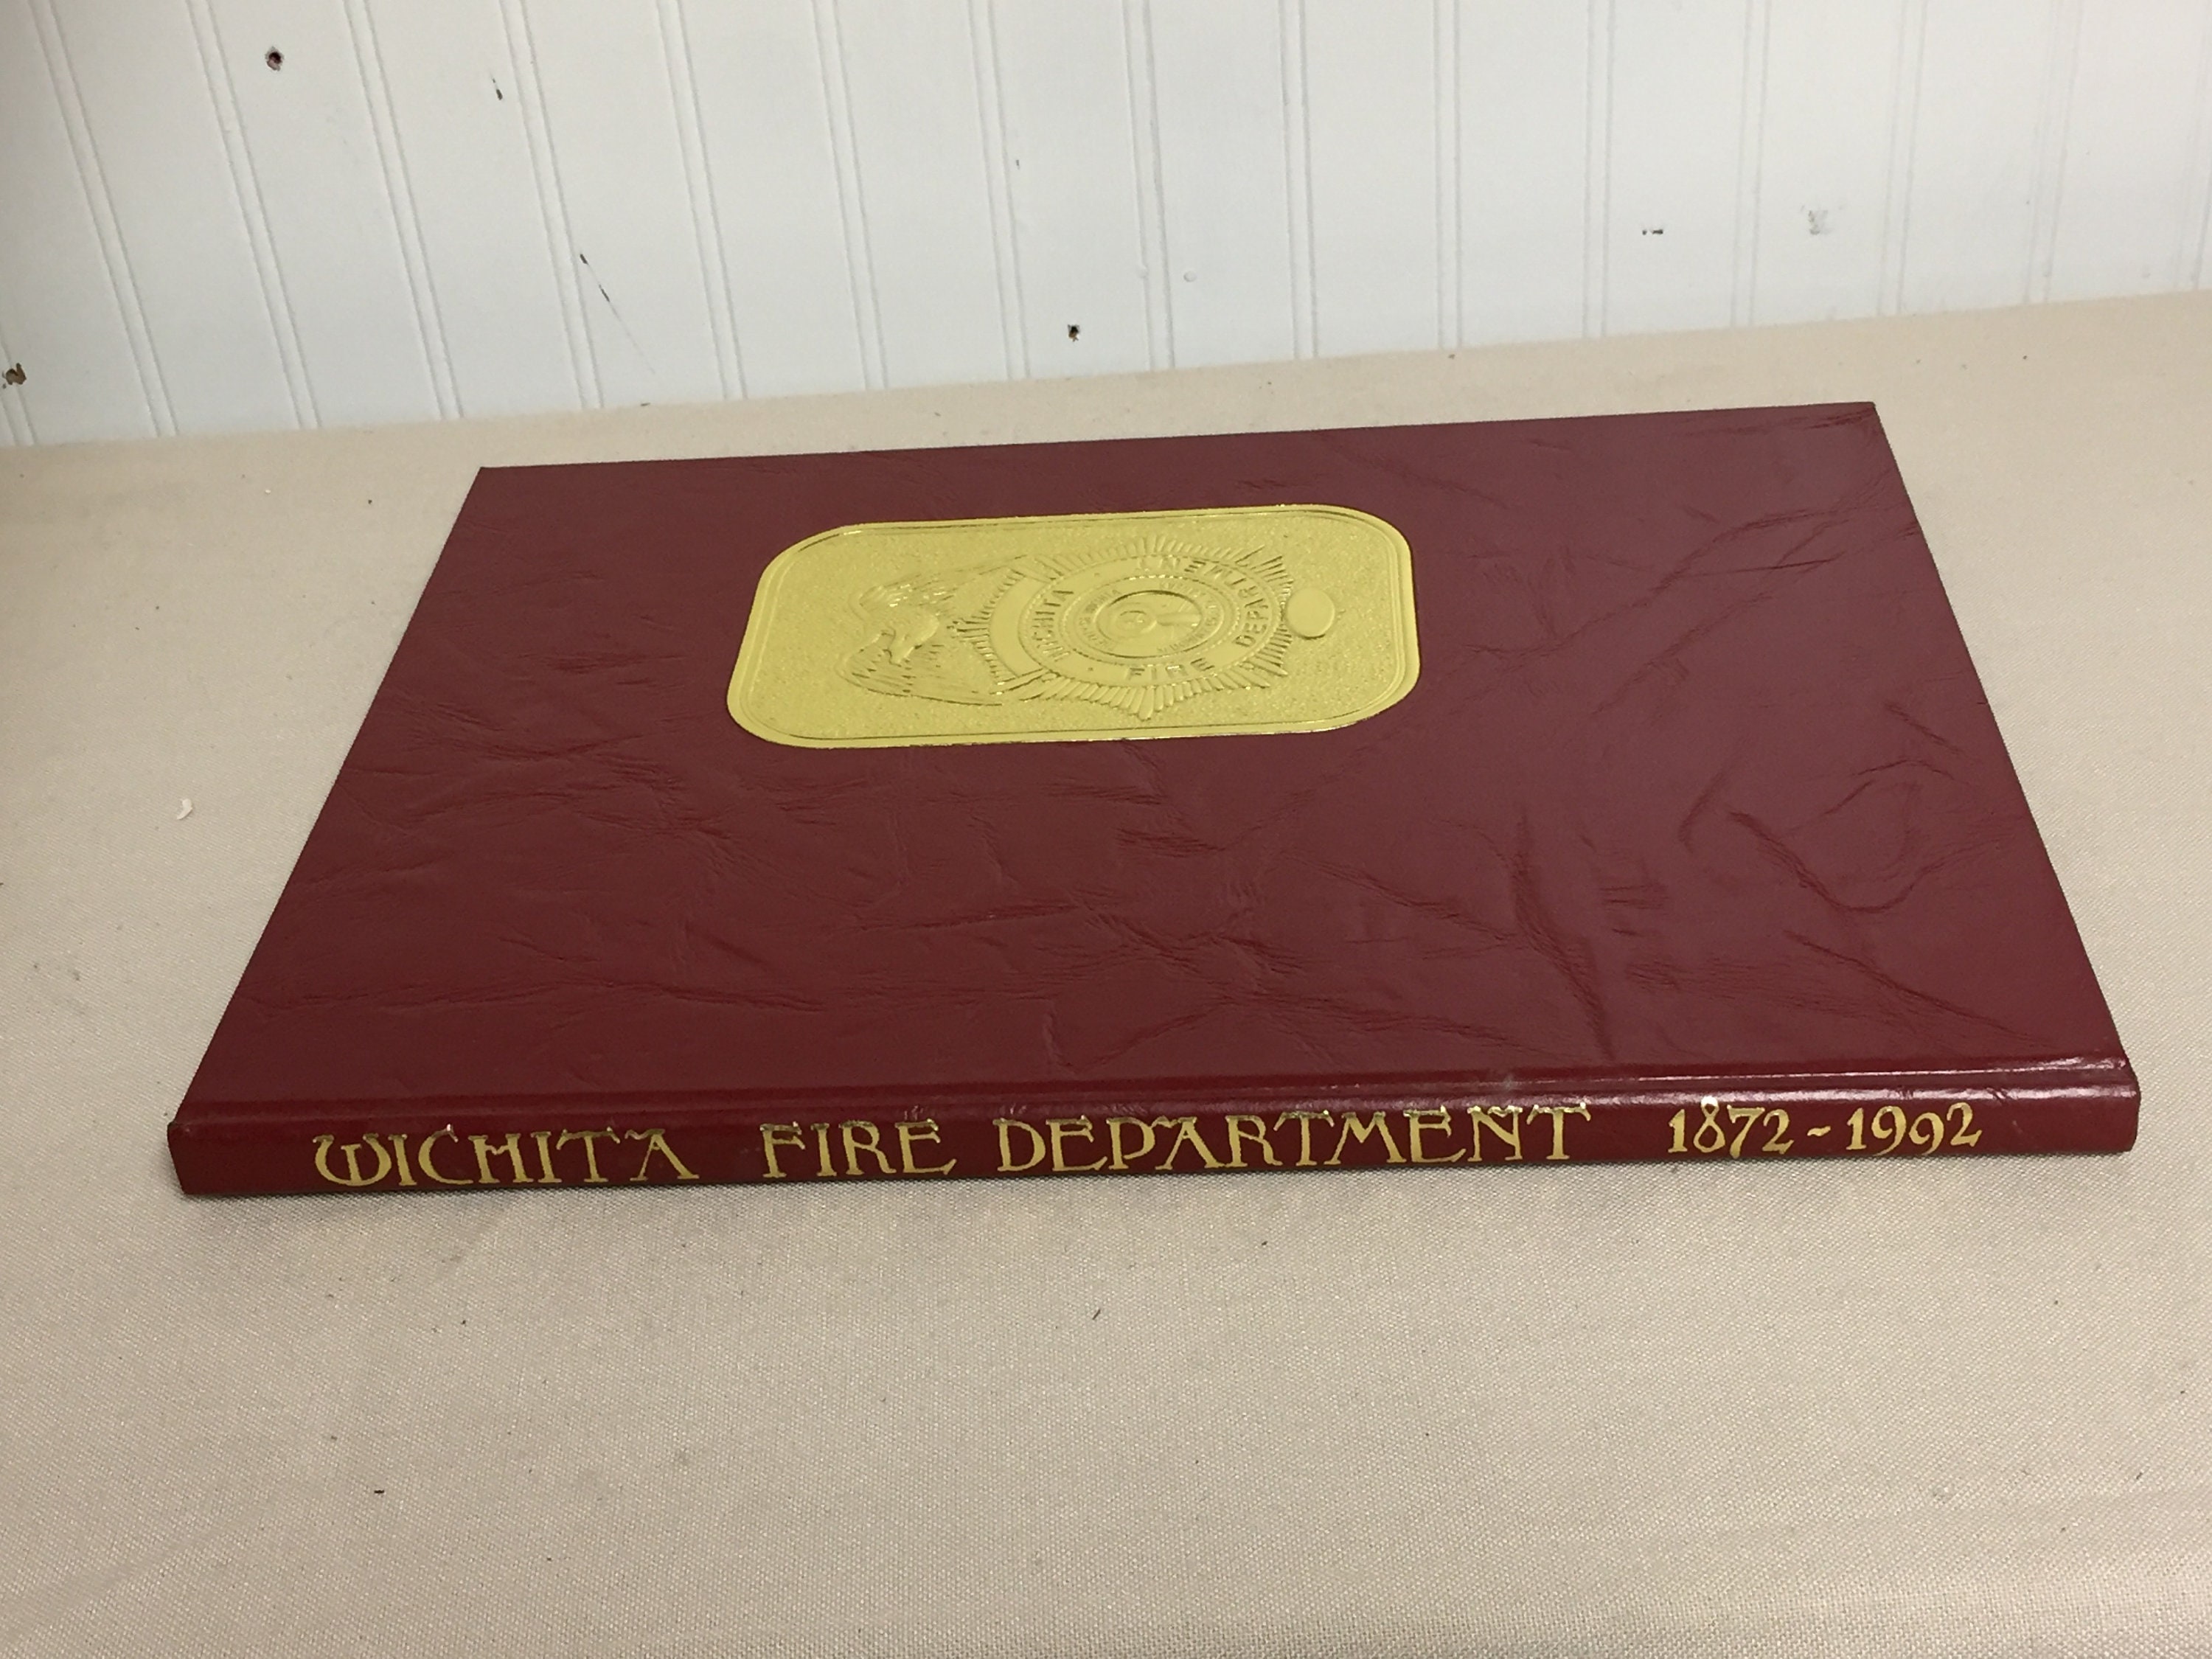 WICHITA FIRE DEPARTMENT
WICHITA FIRE DEPARTMENT 1872-1992